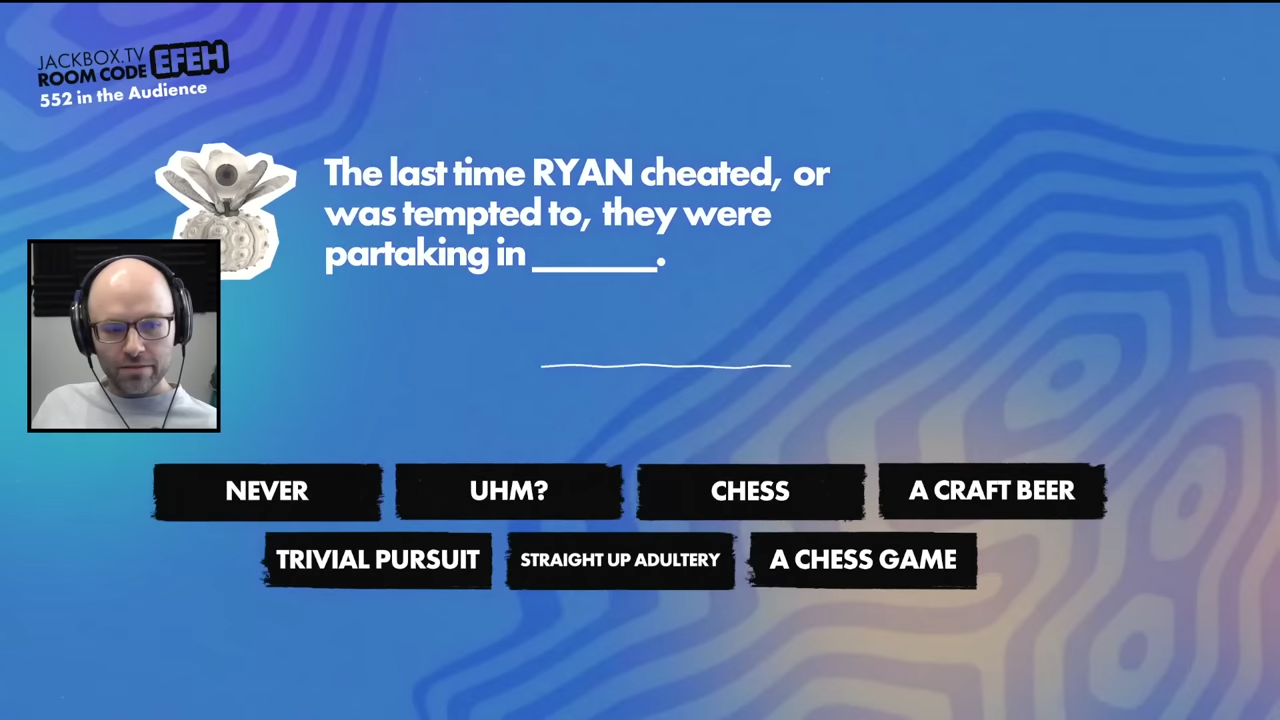 JACKBOX.TV
ROOM CODE EFEH
552 in the Audience
The last time RYAN cheated, or
was tempted to, they were
partaking in ______.
NEVER
UHM?
CHESS
A CRAFT BEER
TRIVIAL PURSUIT
STRAIGHT UP ADULTERY
A CHESS GAME